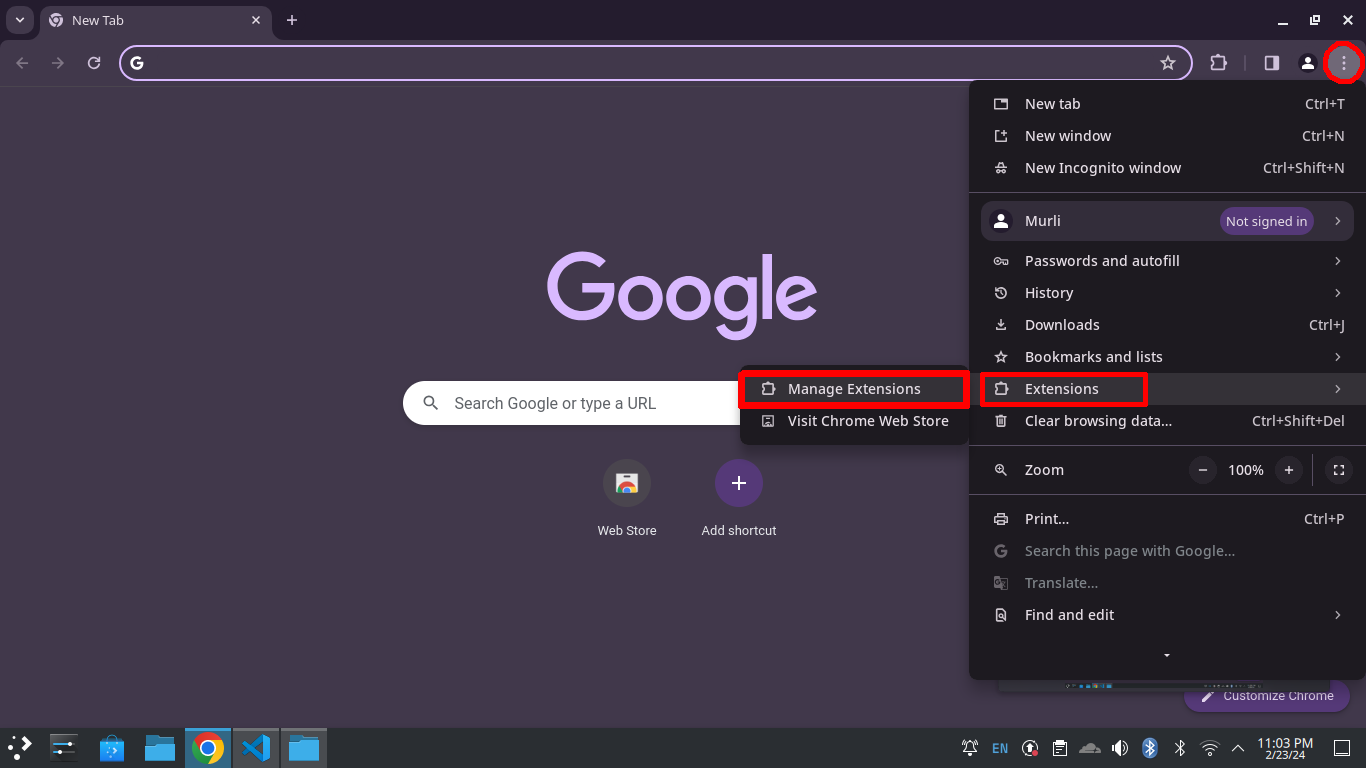 New Tab
New tab Ctrl+T
New window Ctrl+N
New Incognito window Ctrl+Shift+N
Murli Not signed in
Passwords and autofill
History
Downloads Ctrl+J
Bookmarks and lists
Extensions
Clear browsing data... Ctrl+Shift+Del
Zoom − 100% +
Print... Ctrl+P
Search this page with Google...
Translate...
Find and edit
Manage Extensions
Visit Chrome Web Store
Google
Search Google or type a URL
Web Store
Add shortcut
Customize Chrome
EN
11:03 PM
2/23/24